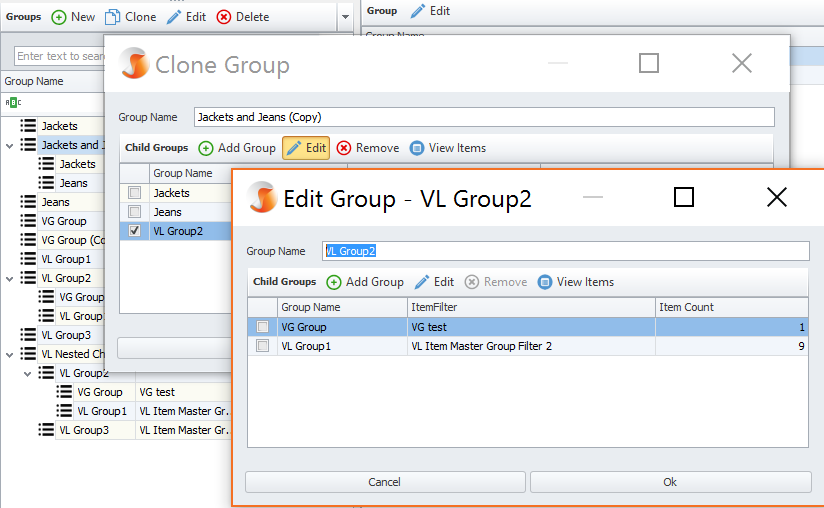 Groups New Clone Edit Delete
Group Edit
Enter text to sear
Group Name
Jackets
Jackets and J
Jackets
Jeans
Jeans
VG Group
VG Group (Co
VL Group1
VL Group2
VG Group
VL Group1
VL Group3
VL Nested Ch
VL Group2
VG Group VG test
VL Group1 VL Item Master Gr...
VL Group3 VL Item Master Gr...
Clone Group
Group Name Jackets and Jeans (Copy)
Child Groups Add Group Edit Remove View Items
Group Name
Jackets
Jeans
VL Group2
Edit Group - VL Group2
Group Name VL Group2
Child Groups Add Group Edit Remove View Items
Group Name ItemFilter Item Count
VG Group VG test 1
VL Group1 VL Item Master Group Filter 2 9
Cancel Ok